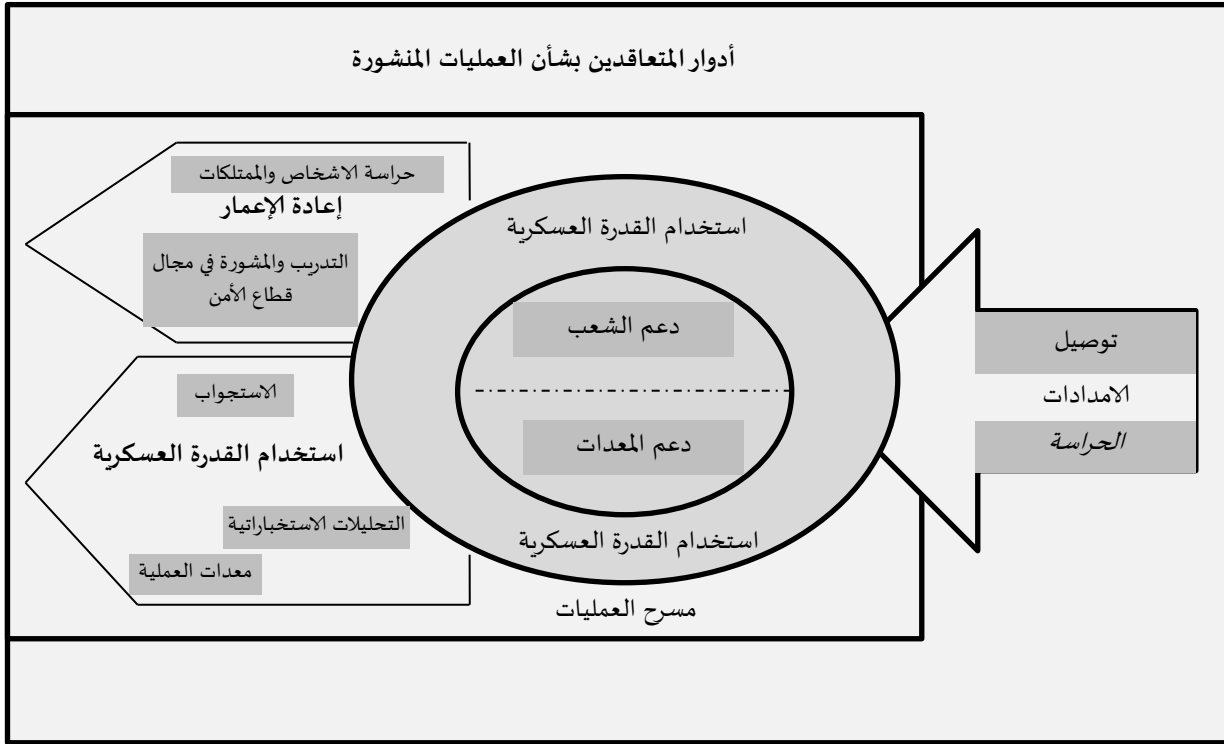 أدوار المتعاقدين بشأن العمليات المنشورة
توصيل
الامدادات
الحراسة
استخدام القدرة العسكرية
دعم الشعب
دعم المعدات
استخدام القدرة العسكرية
مسرح العمليات
حراسة الاشخاص والممتلكات
إعادة الإعمار
التدريب والمشورة في مجال
قطاع الأمن
الاستجواب
استخدام القدرة العسكرية
التحليلات الاستخباراتية
معدات العملية